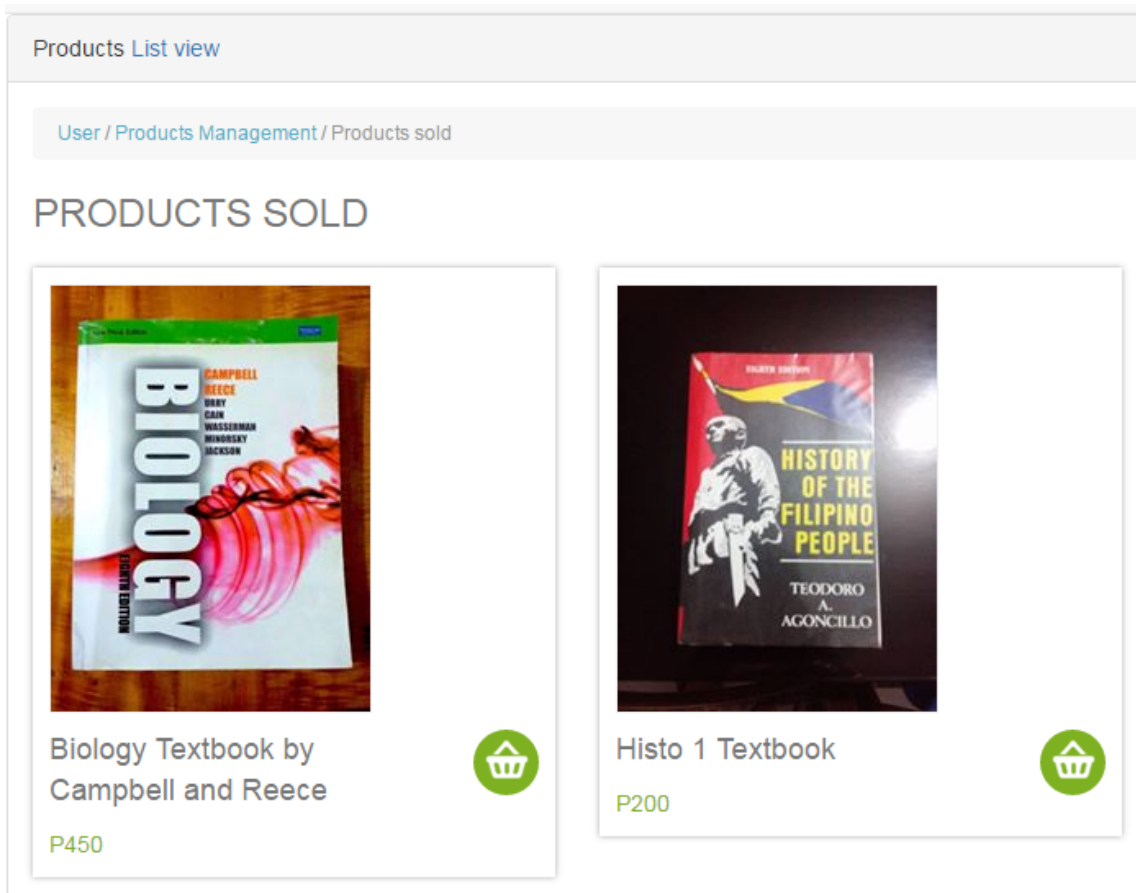 Products List view
User / Products Management / Products sold
PRODUCTS SOLD
BIOLOGY
CAMPBELL
REECE
URRY
CAIN
WASSERMAN
MINORSKY
JACKSON
EIGHTH EDITION
EIGHTH EDITION
HISTORY
OF THE
FILIPINO
PEOPLE
TEODORO
A.
AGONCILLO
Biology Textbook by
Campbell and Reece
P450
Histo 1 Textbook
P200